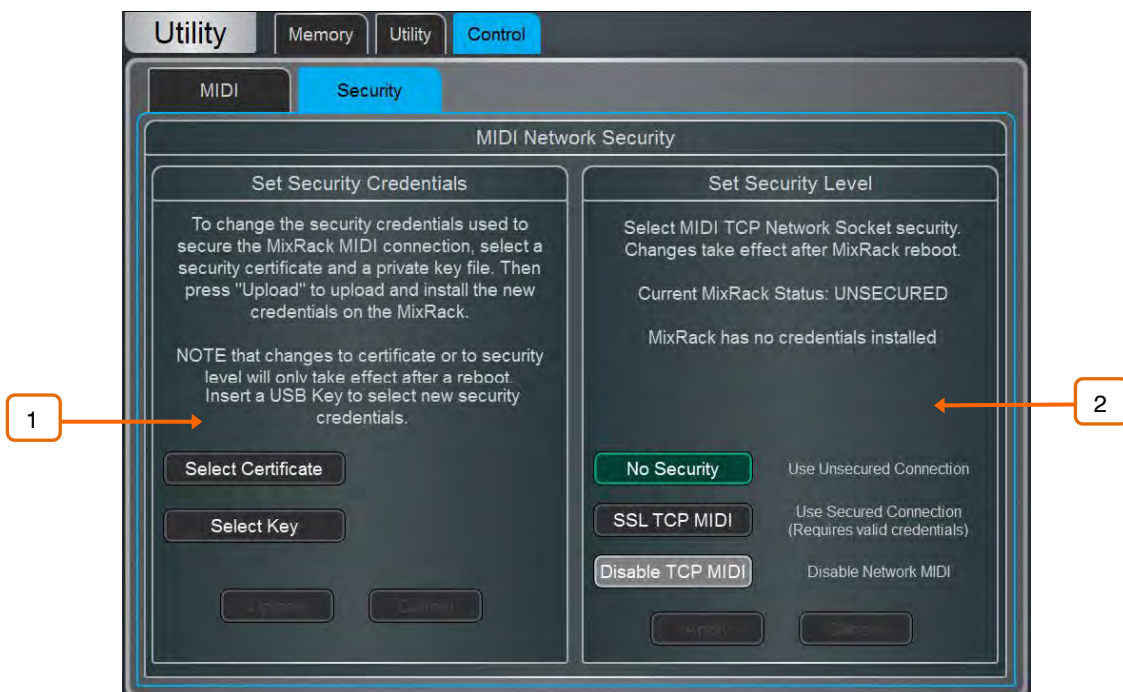 Utility
Memory
Utility
Control
MIDI
Security
MIDI Network Security
Set Security Credentials
To change the security credentials used to
secure the MixRack MIDI connection, select a
security certificate and a private key file. Then
press "Upload" to upload and install the new
credentials on the MixRack.
NOTE that changes to certificate or to security
level will only take effect after a reboot.
Insert a USB Key to select new security
credentials.
1
Select Certificate
Select Key
Set Security Level
Select MIDI TCP Network Socket security.
Changes take effect after MixRack reboot.
Current MixRack Status: UNSECURED
MixRack has no credentials installed
2
No Security
Use Unsecured Connection
SSL TCP MIDI
Use Secured Connection
(Requires valid credentials)
Disable TCP MIDI
Disable Network MIDI